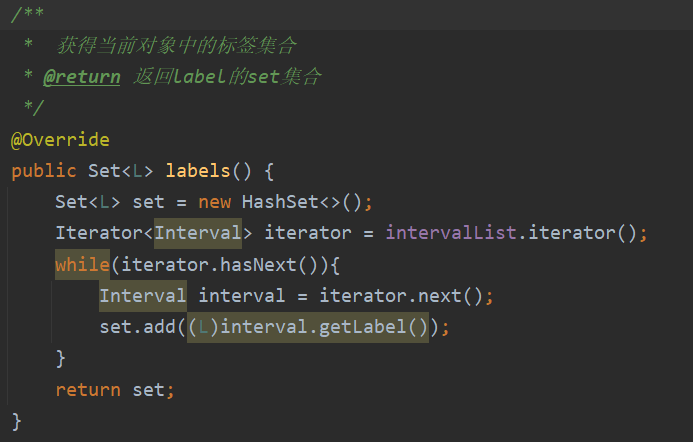 /**
 *  获得当前对象中的标签集合
 * @return 返回label的set集合
 */
@Override
public Set<L> labels() {
    Set<L> set = new HashSet<>();
    Iterator<Interval> iterator = intervalList.iterator();
    while(iterator.hasNext()){
        Interval interval = iterator.next();
        set.add((L)interval.getLabel());
    }
    return set;
}